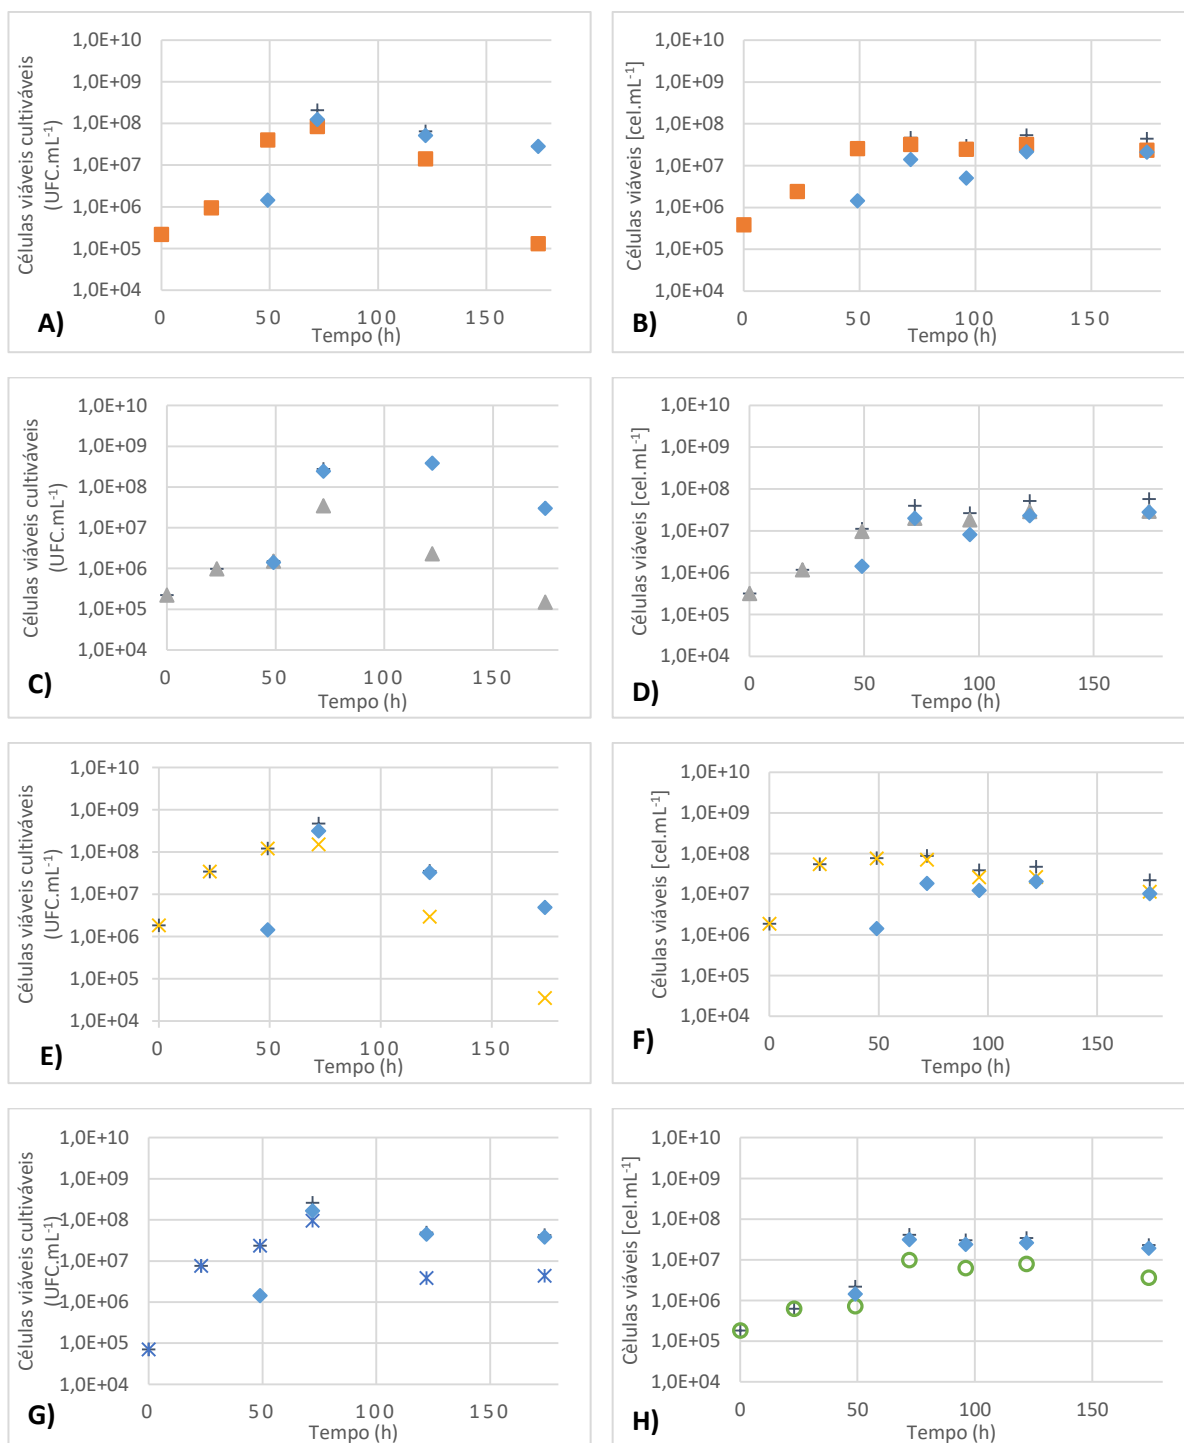 1,0E+10
1,0E+09
1,0E+08
1,0E+07
1,0E+06
1,0E+05
1,0E+04
Células viáveis cultiváveis
(UFC.mL-1)
0 50 100 150
Tempo (h)
A)
1,0E+10
1,0E+09
1,0E+08
1,0E+07
1,0E+06
1,0E+05
1,0E+04
Células viáveis [cel.mL-1]
0 50 100 150
Tempo (h)
B)
1,0E+10
1,0E+09
1,0E+08
1,0E+07
1,0E+06
1,0E+05
1,0E+04
Células viáveis cultiváveis
(UFC.mL-1)
0 50 100 150
Tempo (h)
C)
1,0E+10
1,0E+09
1,0E+08
1,0E+07
1,0E+06
1,0E+05
1,0E+04
Células viáveis [cel.mL-1]
0 50 100 150
Tempo (h)
D)
1,0E+10
1,0E+09
1,0E+08
1,0E+07
1,0E+06
1,0E+05
1,0E+04
Células viáveis cultiváveis
(UFC.mL-1)
0 50 100 150
Tempo (h)
E)
1,0E+10
1,0E+09
1,0E+08
1,0E+07
1,0E+06
1,0E+05
1,0E+04
Células viáveis [cel.mL-1]
0 50 100 150
Tempo (h)
F)
1,0E+10
1,0E+09
1,0E+08
1,0E+07
1,0E+06
1,0E+05
1,0E+04
Células viáveis cultiváveis
(UFC.mL-1)
0 50 100 150
Tempo (h)
G)
1,0E+10
1,0E+09
1,0E+08
1,0E+07
1,0E+06
1,0E+05
1,0E+04
Cèlulas viáveis [cel.mL-1]
0 50 100 150
Tempo (h)
H)